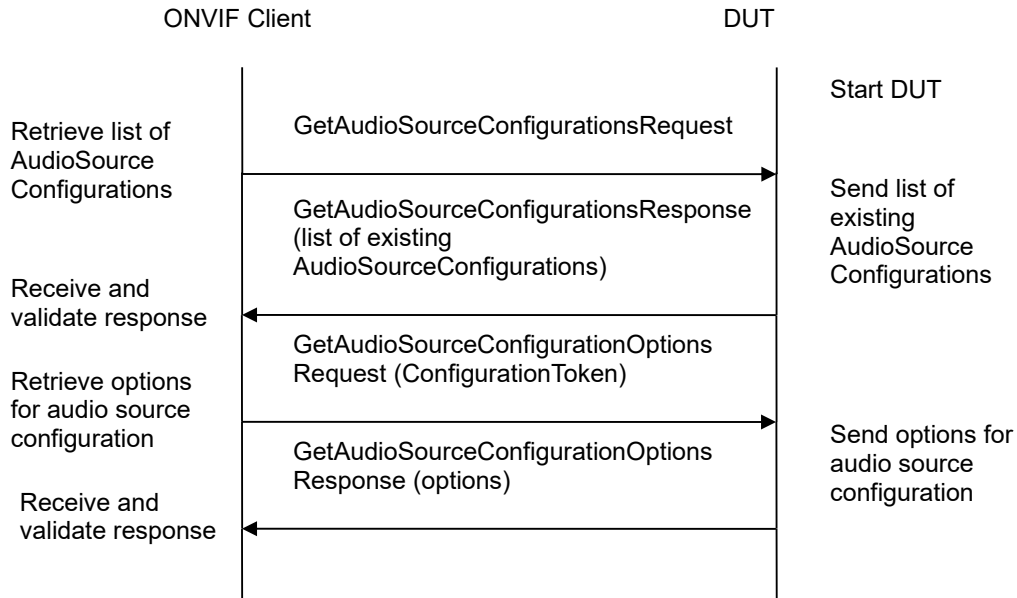 ONVIF Client
DUT
Start DUT
GetAudioSourceConfigurationsRequest
Retrieve list of
AudioSource
Configurations
Send list of
existing
AudioSource
Configurations
GetAudioSourceConfigurationsResponse
(list of existing
AudioSourceConfigurations)
Receive and
validate response
GetAudioSourceConfigurationOptions
Request (ConfigurationToken)
Retrieve options
for audio source
configuration
Send options for
audio source
configuration
GetAudioSourceConfigurationOptions
Response (options)
Receive and
validate response